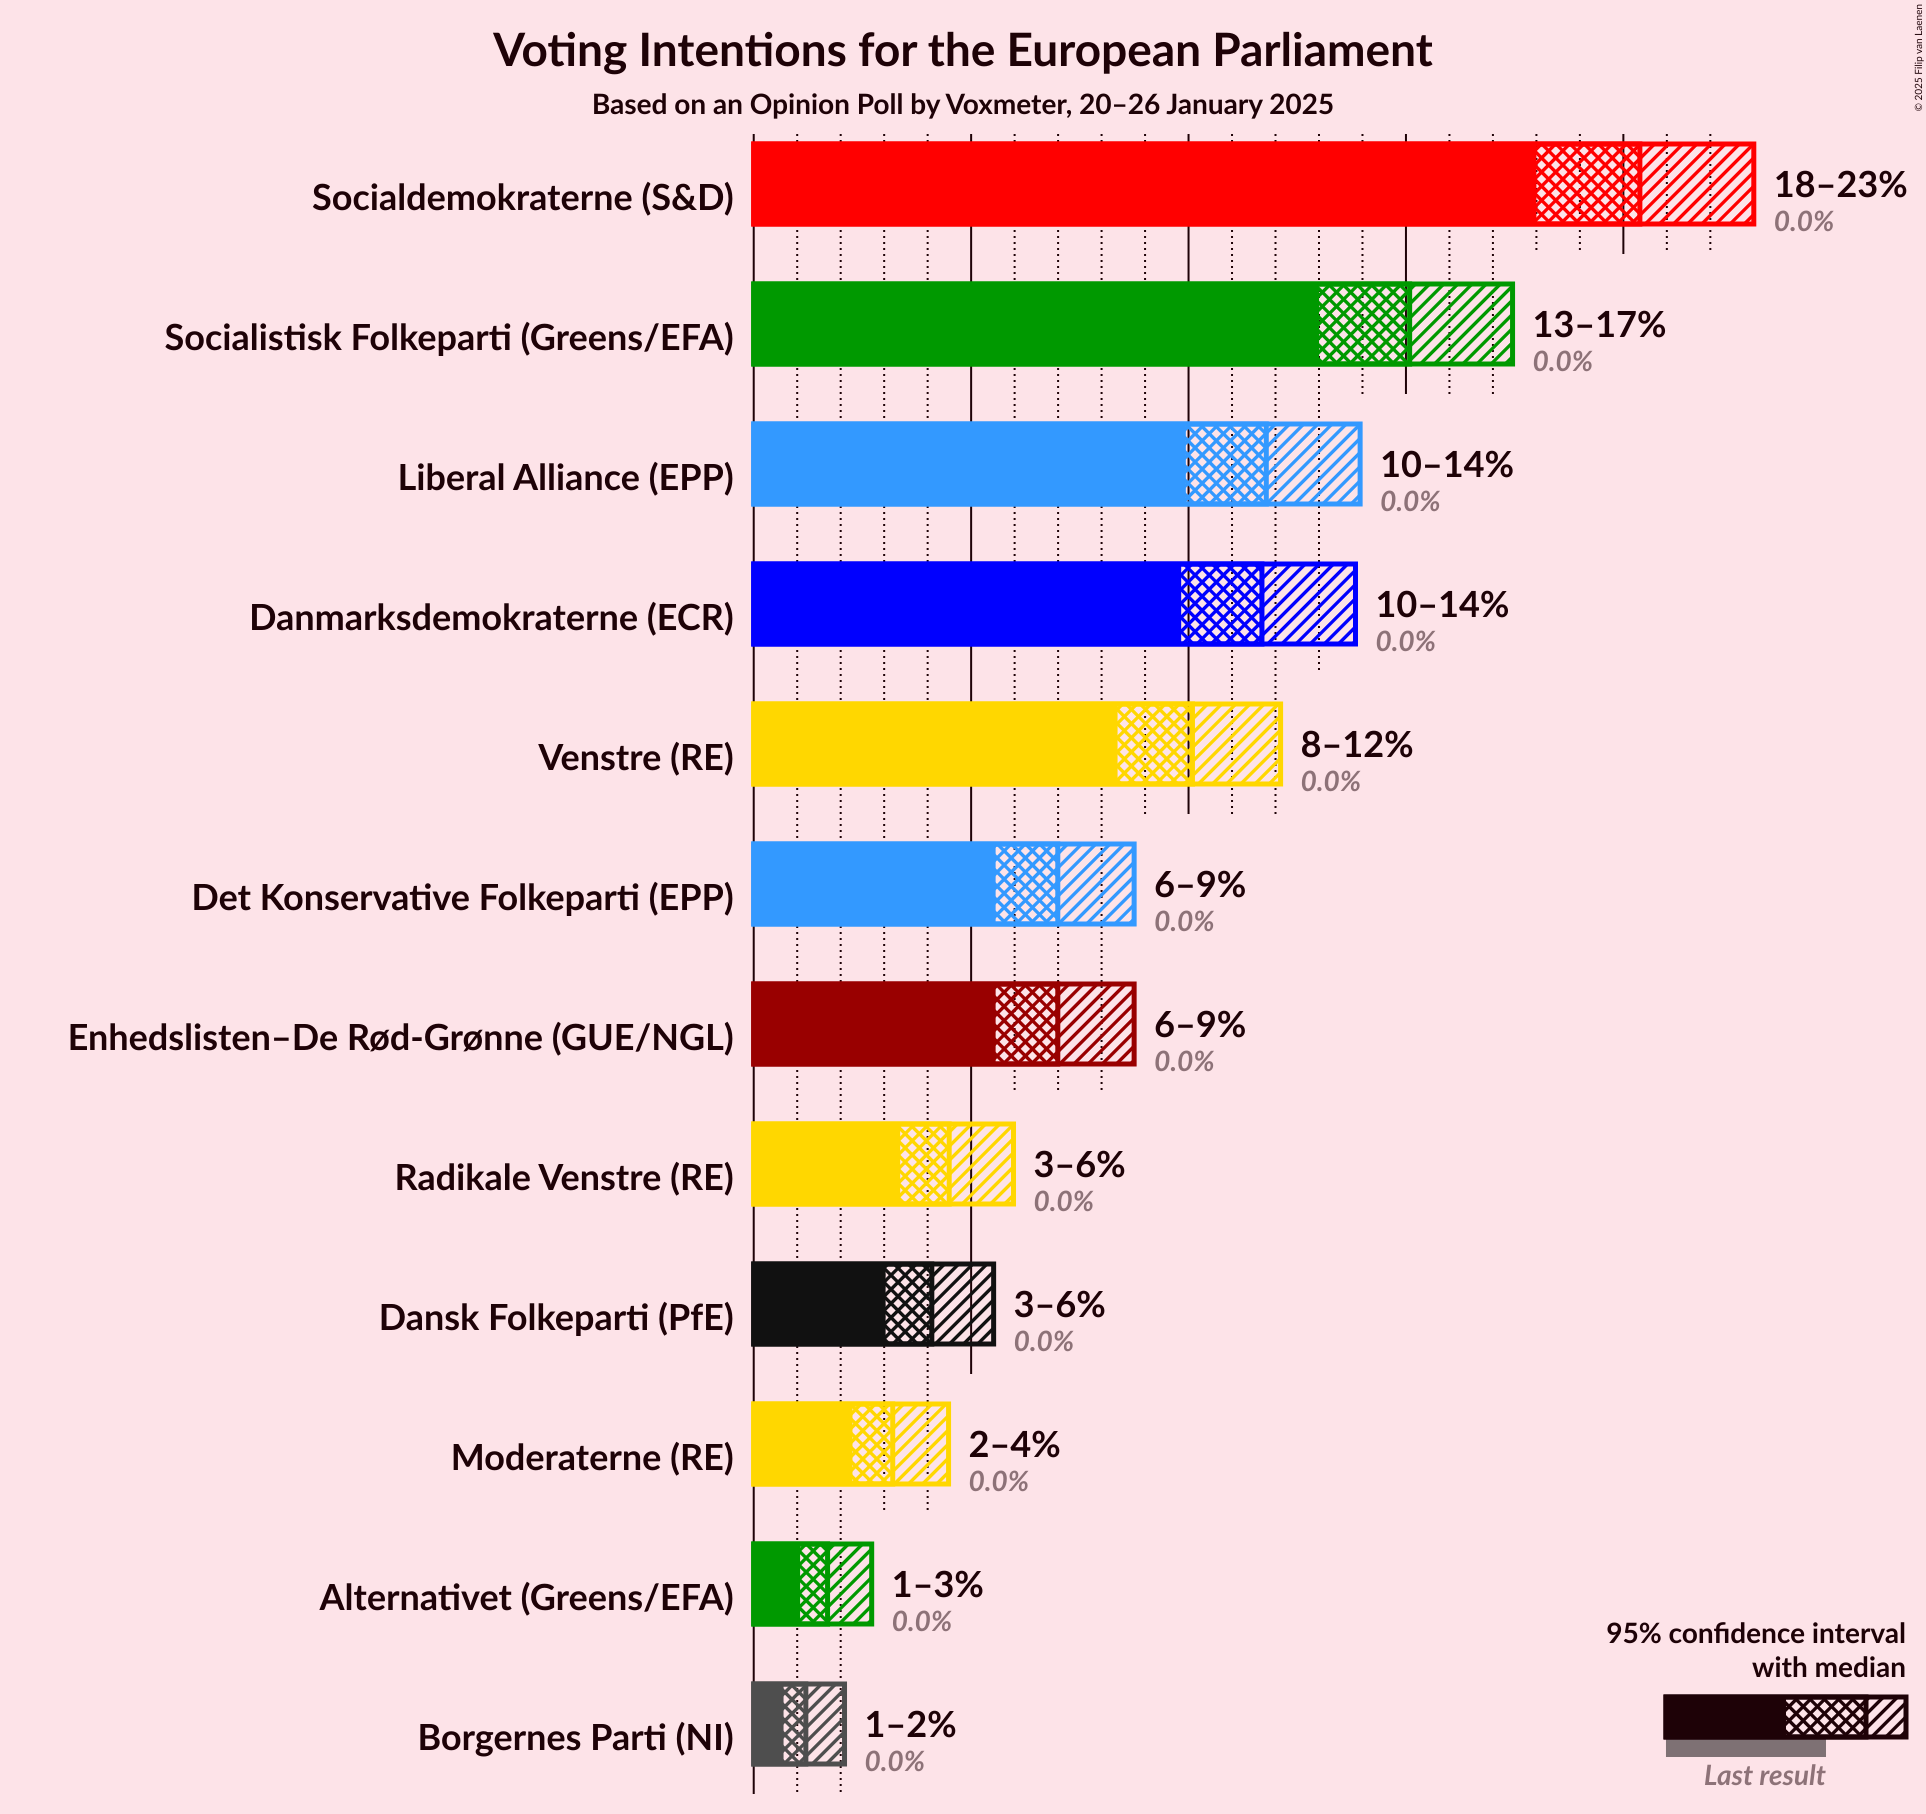 Voting Intentions for the European Parliament
Based on an Opinion Poll by Voxmeter, 20–26 January 2025
© 2025 Filip van Laenen
Socialdemokraterne (S&D)
18–23%
0.0%
Socialistisk Folkeparti (Greens/EFA)
13–17%
0.0%
Liberal Alliance (EPP)
10–14%
0.0%
Danmarksdemokraterne (ECR)
10–14%
0.0%
Venstre (RE)
8–12%
0.0%
Det Konservative Folkeparti (EPP)
6–9%
0.0%
Enhedslisten–De Rød-Grønne (GUE/NGL)
6–9%
0.0%
Radikale Venstre (RE)
3–6%
0.0%
Dansk Folkeparti (PfE)
3–6%
0.0%
Moderaterne (RE)
2–4%
0.0%
Alternativet (Greens/EFA)
1–3%
0.0%
Borgernes Parti (NI)
1–2%
0.0%
95% confidence interval
with median
Last result